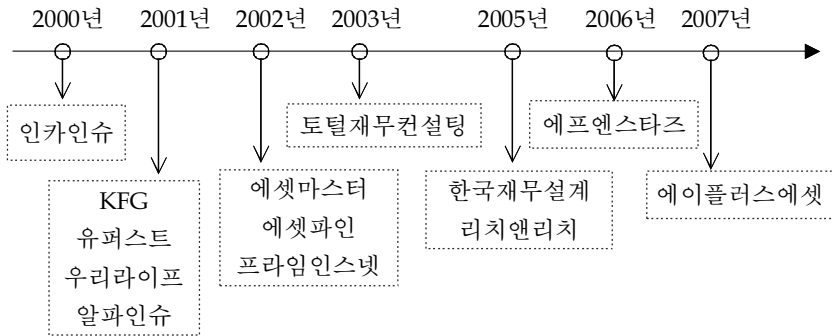 2000년 2001년 2002년 2003년 2005년 2006년 2007년
인카인슈
KFG
유퍼스트
우리라이프
알파인슈
에셋마스터
에셋파인
프라임인스넷
토털재무컨설팅
한국재무설계
리치앤리치
에프엔스타즈
에이플러스에셋